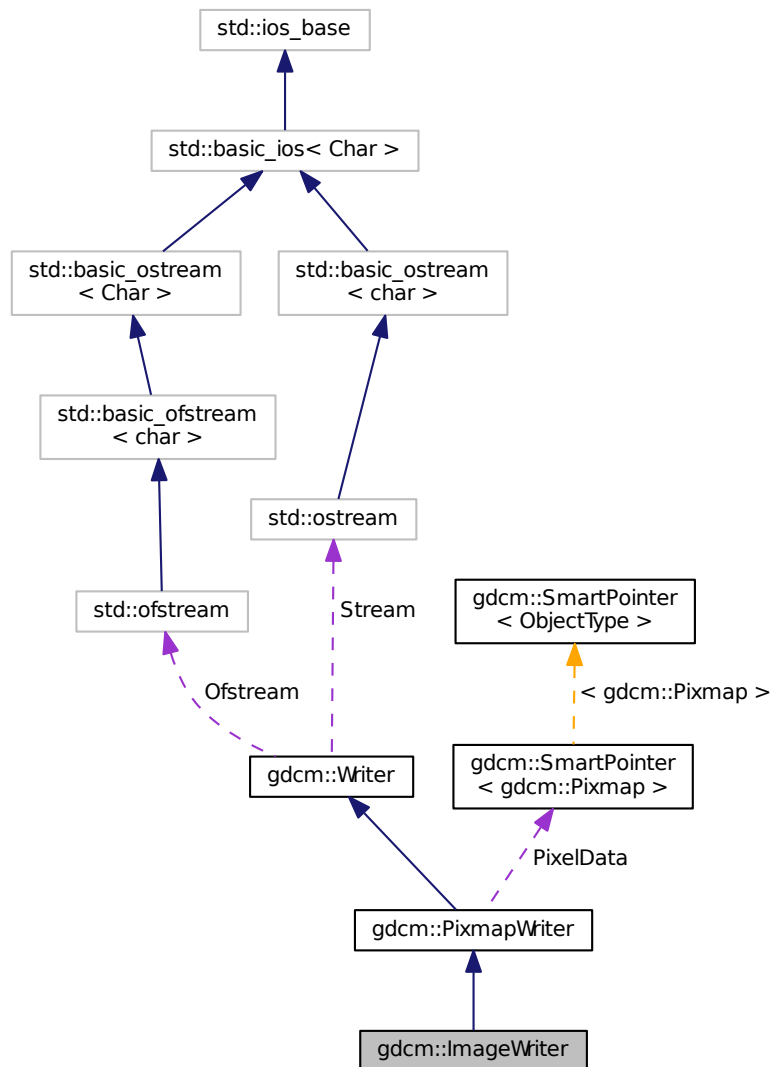 std::ios_base
std::basic_ios< Char >
std::basic_ostream
< Char >
std::basic_ostream
< char >
std::basic_ofstream
< char >
std::ostream
std::ofstream
Stream
gdcm::SmartPointer
< ObjectType >
Ofstream
< gdcm::Pixmap >
gdcm::Writer
gdcm::SmartPointer
< gdcm::Pixmap >
PixelData
gdcm::PixmapWriter
gdcm::ImageWriter